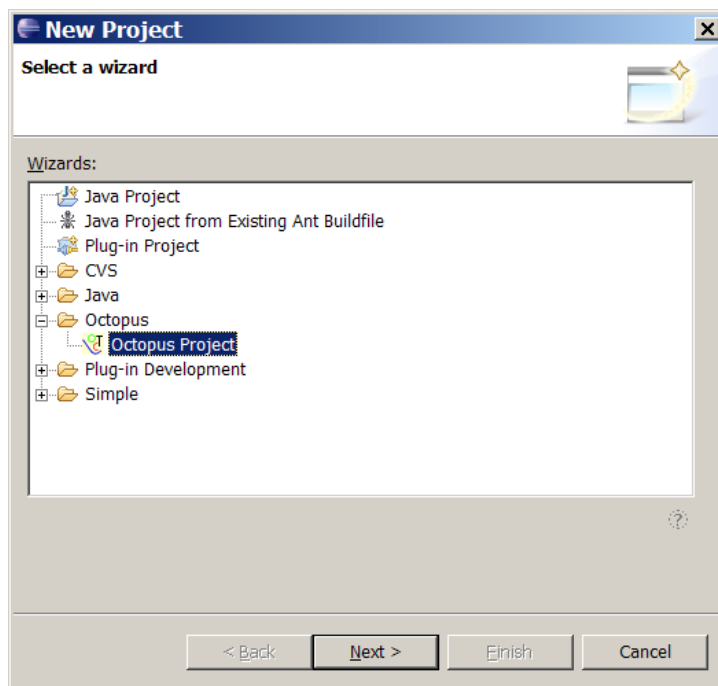 New Project
Select a wizard
Wizards:
Java Project
Java Project from Existing Ant Buildfile
Plug-in Project
CVS
Java
Octopus
Octopus Project
Plug-in Development
Simple
< Back Next > Finish Cancel